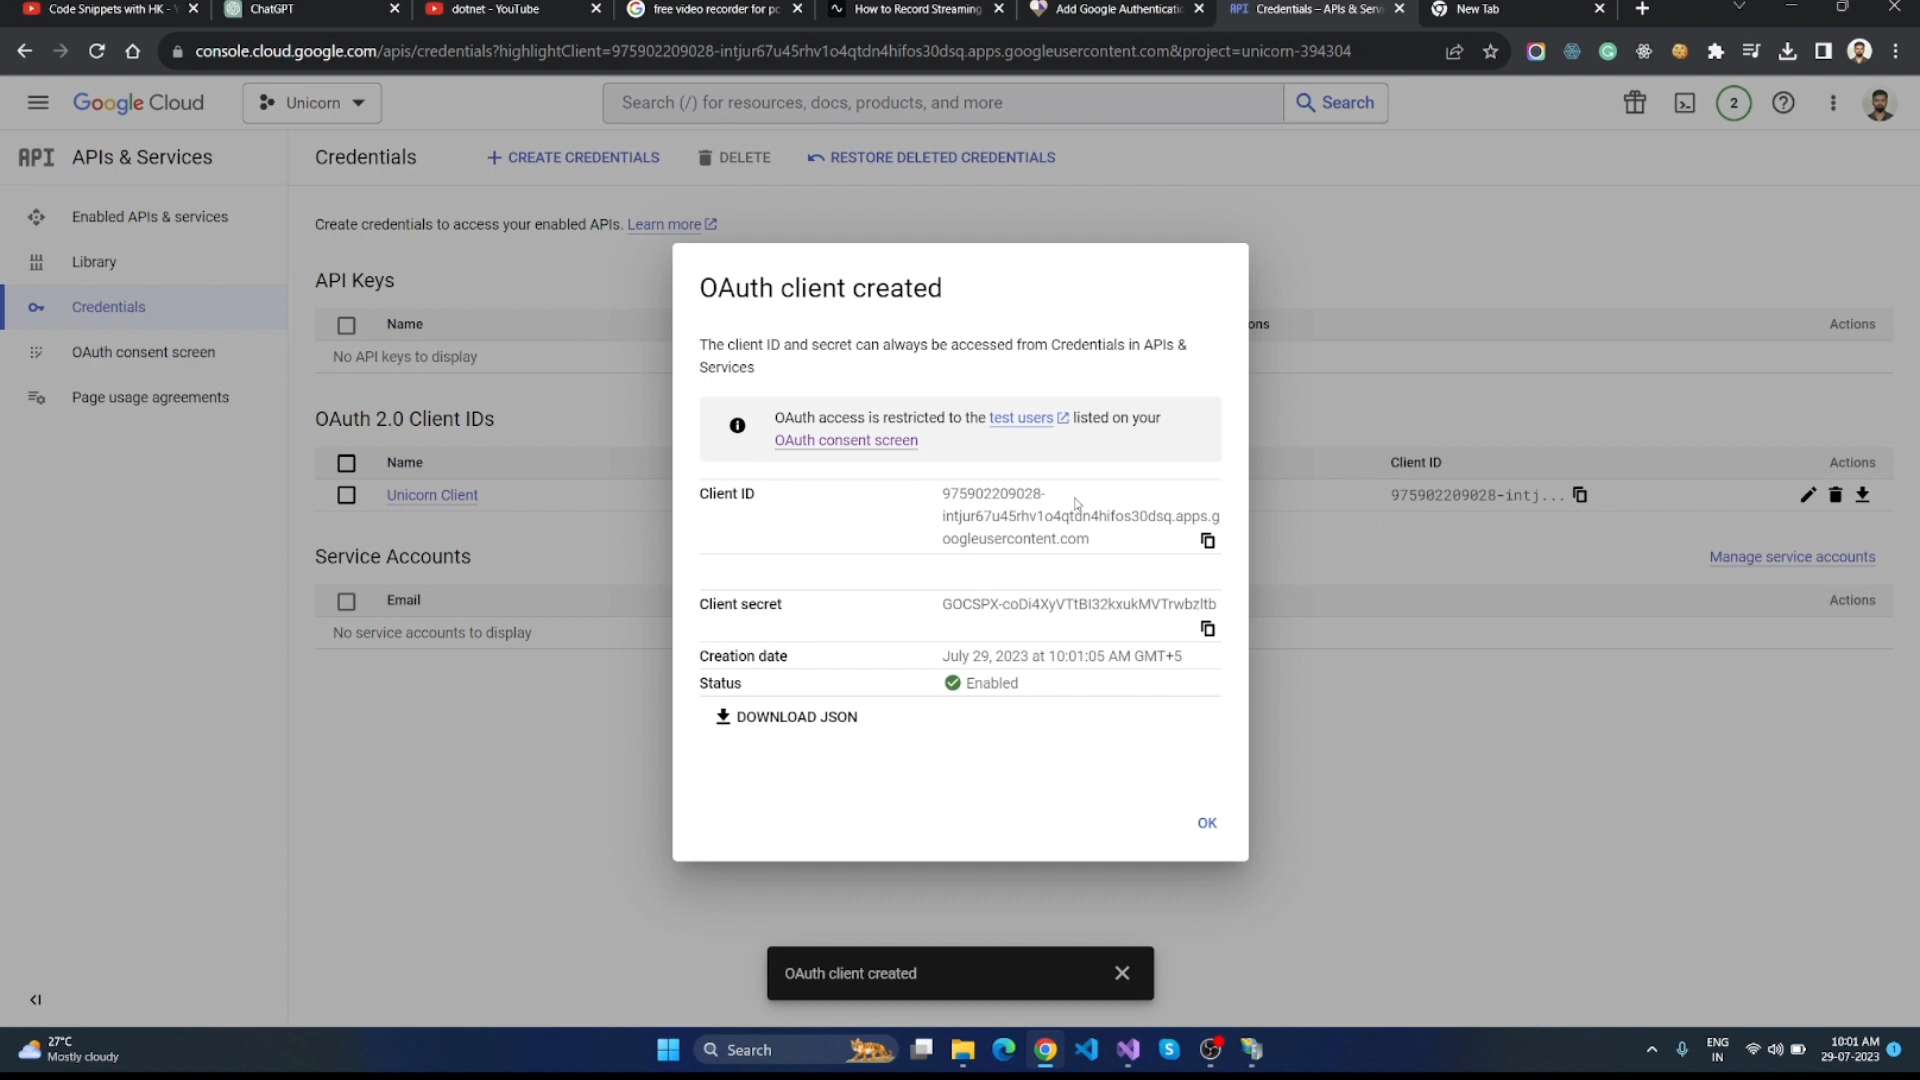 Code Snippets with HK - Y
ChatGPT
dotnet - YouTube
free video recorder for pc
How to Record Streaming
Add Google Authenticatio
API Credentials – APIs & Servi
New Tab
console.cloud.google.com/apis/credentials?highlightClient=975902209028-intjur67u45rhv1o4qtdn4hifos30dsq.apps.googleusercontent.com&project=unicorn-394304
Google Cloud
Unicorn
Search (/) for resources, docs, products, and more
Search
2
API APIs & Services
Credentials
CREATE CREDENTIALS
DELETE
RESTORE DELETED CREDENTIALS
Enabled APIs & services
Library
Credentials
OAuth consent screen
Page usage agreements
Create credentials to access your enabled APIs. Learn more
API Keys
Name
ons
Actions
No API keys to display
OAuth 2.0 Client IDs
Name
Client ID
Actions
Unicorn Client
975902209028-intj...
Service Accounts
Manage service accounts
Email
Actions
No service accounts to display
OAuth client created
The client ID and secret can always be accessed from Credentials in APIs &
Services
OAuth access is restricted to the test users listed on your
OAuth consent screen
Client ID
975902209028-
intjur67u45rhv1o4qtdn4hifos30dsq.apps.g
oogleusercontent.com
Client secret
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
Creation date
July 29, 2023 at 10:01:05 AM GMT+5
Status
Enabled
DOWNLOAD JSON
OK
OAuth client created
27°C
Mostly cloudy
Search
ENG
IN
10:01 AM
29-07-2023
1